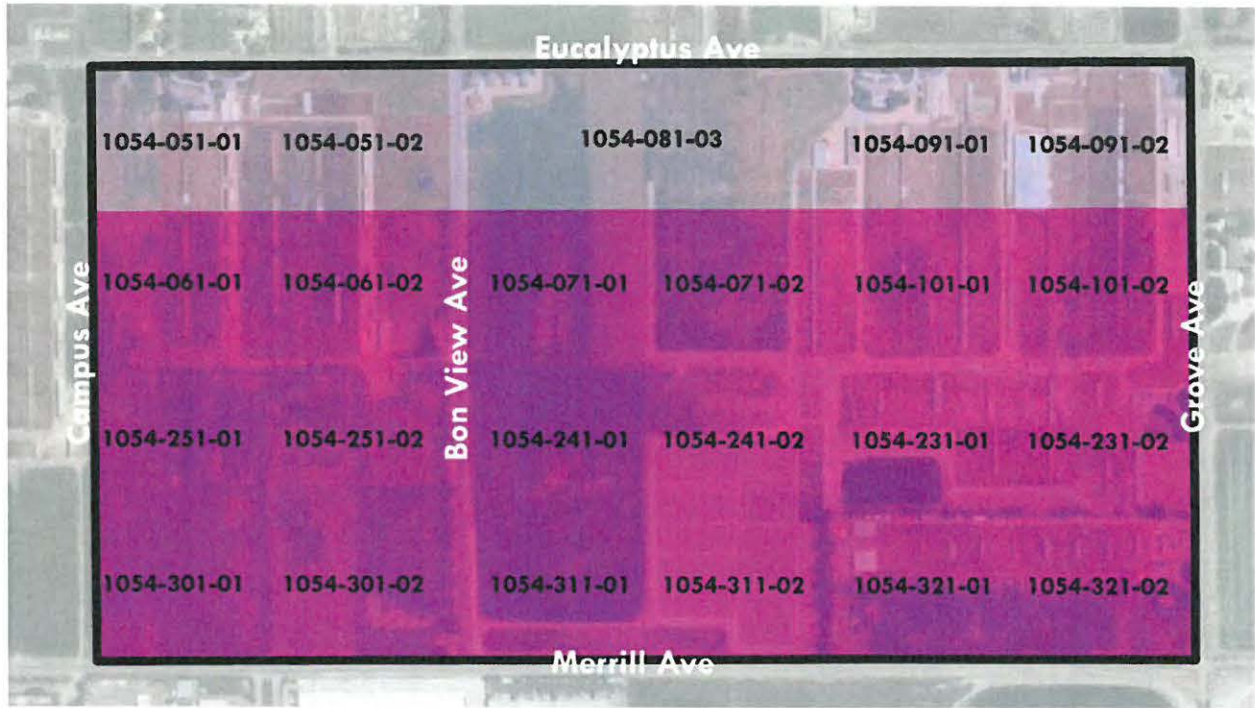 Eucalyptus Ave
1054-051-01 1054-051-02 1054-081-03 1054-091-01 1054-091-02
Campus Ave
1054-061-01 1054-061-02 Bon View Ave 1054-071-01 1054-071-02 1054-101-01 1054-101-02
Grove Ave
1054-251-01 1054-251-02 1054-241-01 1054-241-02 1054-231-01 1054-231-02
1054-301-01 1054-301-02 1054-311-01 1054-311-02 1054-321-01 1054-321-02
Merrill Ave